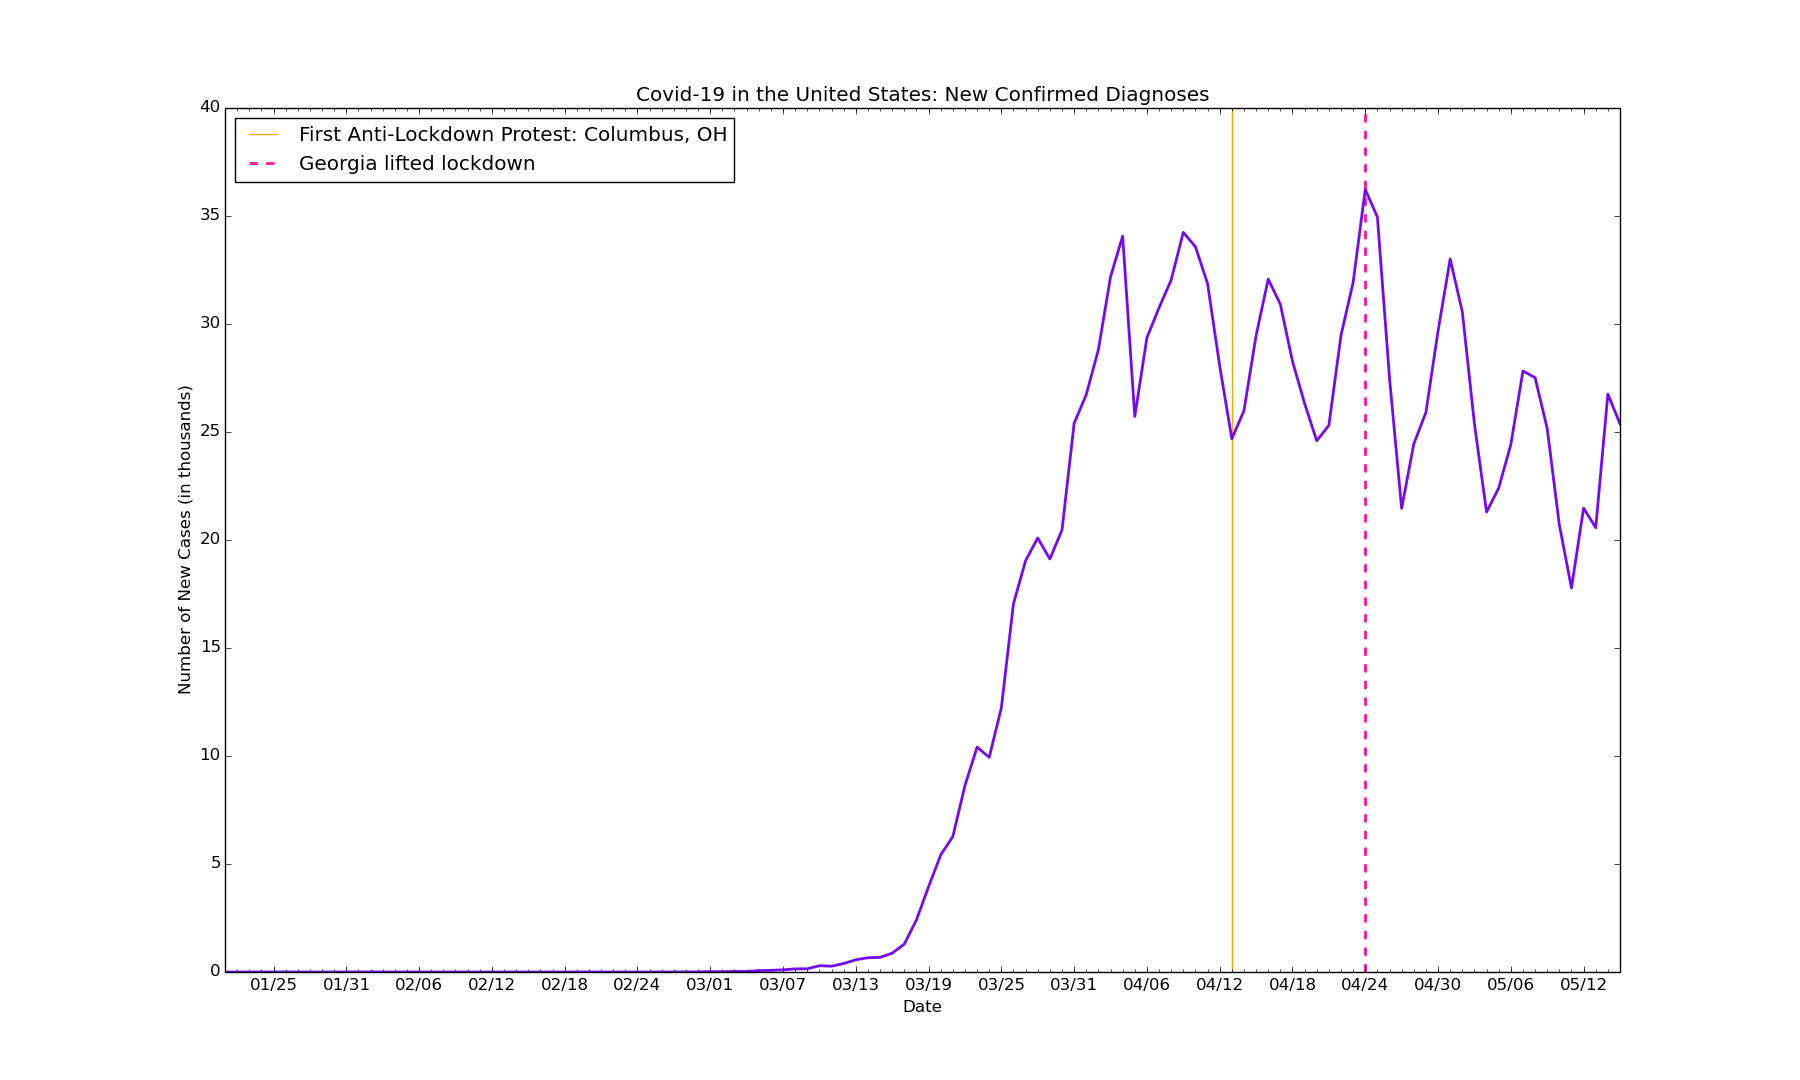 Covid-19 in the United States: New Confirmed Diagnoses
First Anti-Lockdown Protest: Columbus, OH
Georgia lifted lockdown
Number of New Cases (in thousands)
40
35
30
25
20
15
10
5
0
01/25 01/31 02/06 02/12 02/18 02/24 03/01 03/07 03/13 03/19 03/25 03/31 04/06 04/12 04/18 04/24 04/30 05/06 05/12
Date